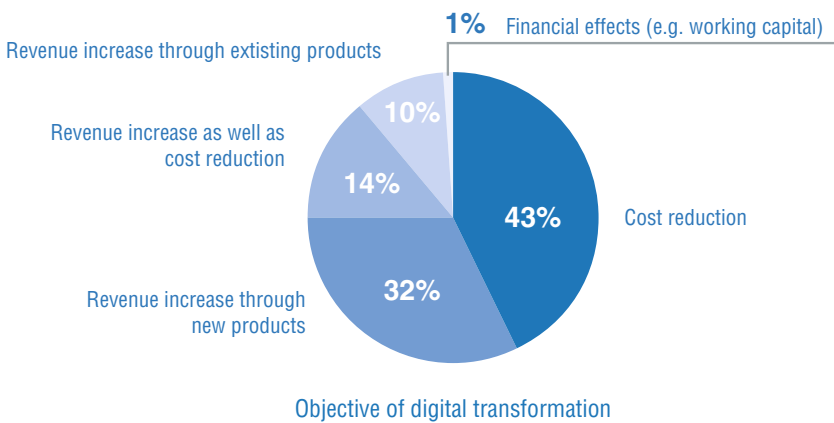 1% Financial effects (e.g. working capital)
Revenue increase through extisting products
10%
Revenue increase as well as
cost reduction
14%
43%
Cost reduction
32%
Revenue increase through
new products
Objective of digital transformation